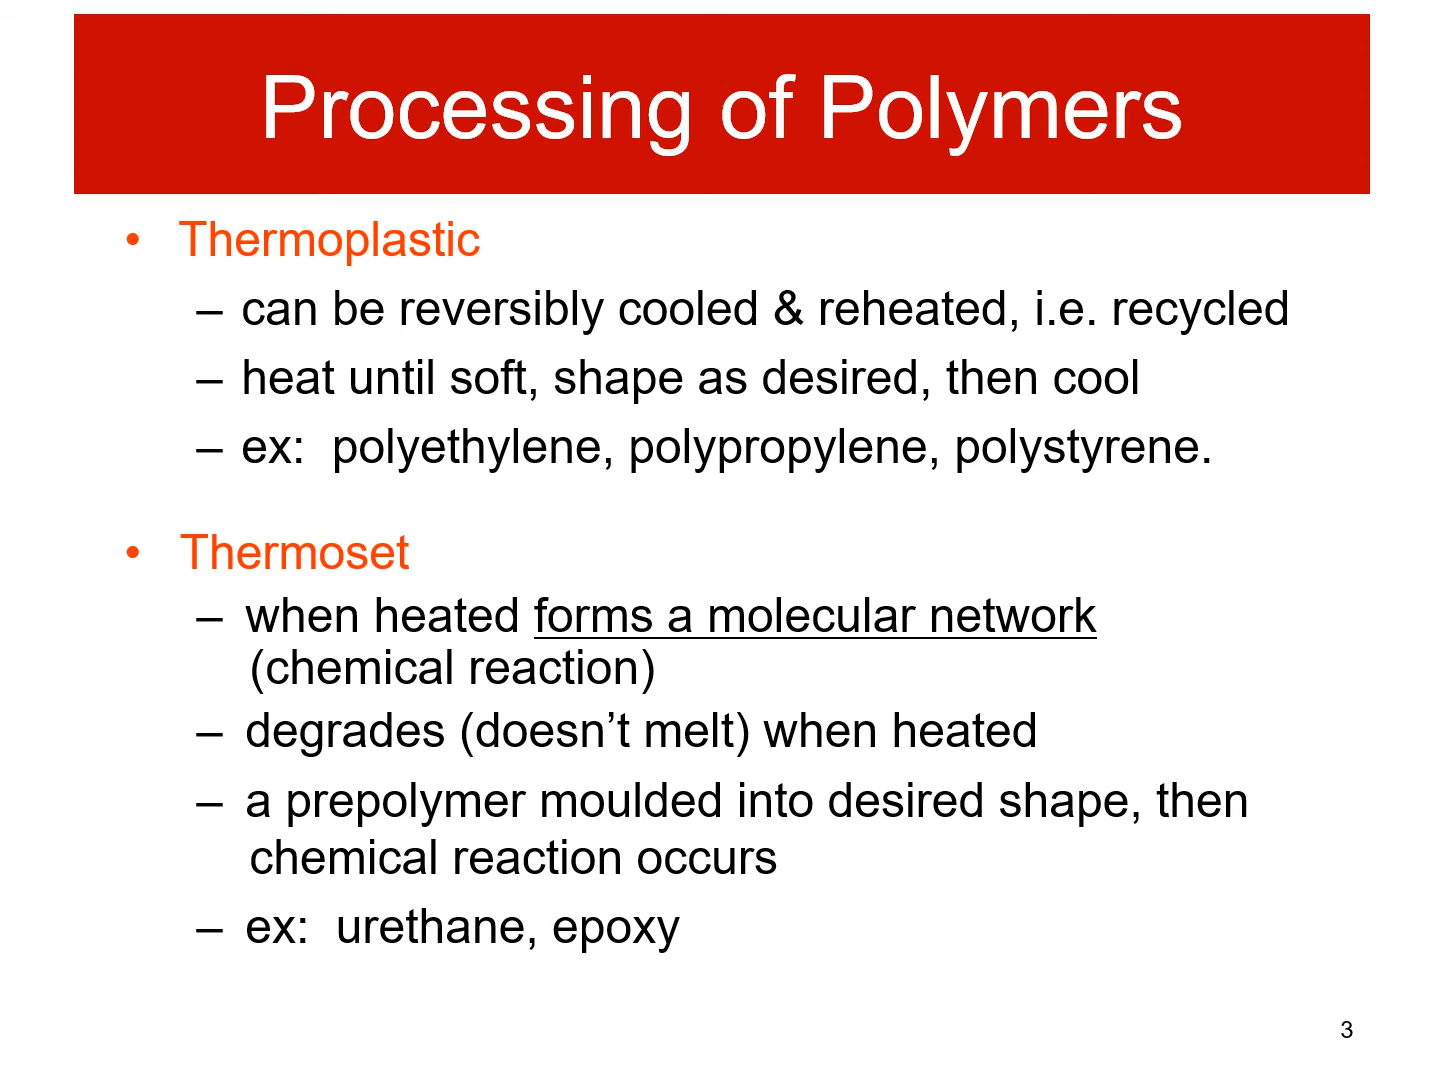 Processing of Polymers
• Thermoplastic
– can be reversibly cooled & reheated, i.e. recycled
– heat until soft, shape as desired, then cool
– ex:  polyethylene, polypropylene, polystyrene.
• Thermoset
– when heated forms a molecular network
(chemical reaction)
– degrades (doesn’t melt) when heated
– a prepolymer moulded into desired shape, then
chemical reaction occurs
– ex:  urethane, epoxy
3